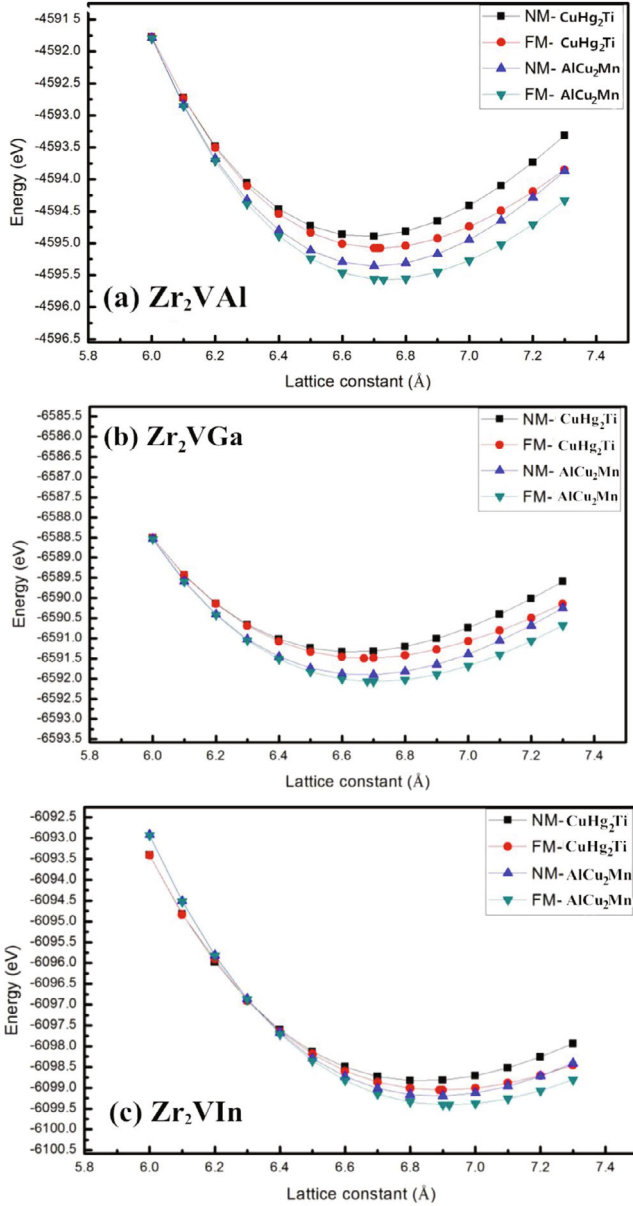 -4591.5
-4592.0
-4592.5
-4593.0
-4593.5
-4594.0
-4594.5
-4595.0
-4595.5
-4596.0
-4596.5
Energy (eV)
NM- CuHg₂Ti
FM- CuHg₂Ti
NM- AlCu₂Mn
FM- AlCu₂Mn
(a) Zr₂VAl
5.8 6.0 6.2 6.4 6.6 6.8 7.0 7.2 7.4
Lattice constant (Å)
-6585.5
-6586.5
-6587.5
-6588.5
-6589.5
-6590.5
-6591.5
-6592.5
-6593.5
-6586.0
-6587.0
-6588.0
-6589.0
-6590.0
-6591.0
-6592.0
-6593.0
Energy (eV)
(b) Zr₂VGa
NM- CuHg₂Ti
FM- CuHg₂Ti
NM- AlCu₂Mn
FM- AlCu₂Mn
5.8 6.0 6.2 6.4 6.6 6.8 7.0 7.2 7.4
Lattice constant (Å)
-6092.5
-6093.0
-6093.5
-6094.0
-6094.5
-6095.0
-6095.5
-6096.0
-6096.5
-6097.0
-6097.5
-6098.0
-6098.5
-6099.0
-6099.5
-6100.0
-6100.5
Energy (eV)
NM- CuHg₂Ti
FM- CuHg₂Ti
NM- AlCu₂Mn
FM- AlCu₂Mn
(c) Zr₂VIn
5.8 6.0 6.2 6.4 6.6 6.8 7.0 7.2 7.4
Lattice constant (Å)